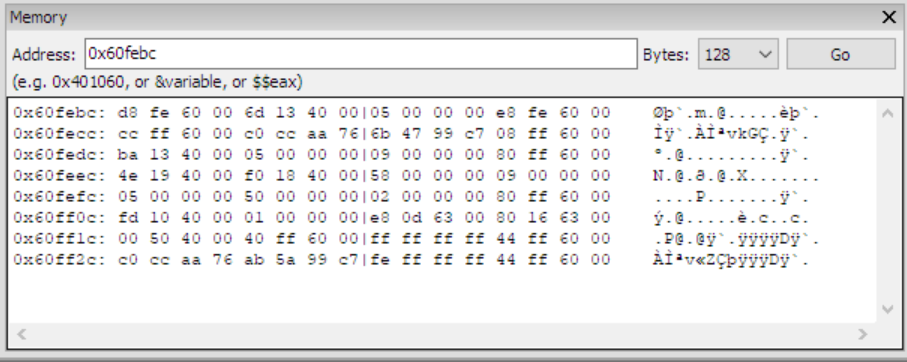 Memory
Address: 0x60febc Bytes: 128 Go
(e.g. 0x401060, or &variable, or $$eax)
0x60febc: d8 fe 60 00 6d 13 40 00|05 00 00 00 e8 fe 60 00 Øþ`.m.@.....èþ`.
0x60fecc: cc ff 60 00 c0 cc aa 76|6b 47 99 c7 08 ff 60 00 Ìÿ`.ÀÌªvkGÇ.ÿ`.
0x60fedc: ba 13 40 00 05 00 00 00|09 00 00 00 80 ff 60 00 º.@.........ÿ`.
0x60feec: 4e 19 40 00 f0 18 40 00|58 00 00 00 09 00 00 00 N.@.ð.@.X.......
0x60fefc: 05 00 00 00 50 00 00 00|02 00 00 00 80 ff 60 00 ....P.......ÿ`.
0x60ff0c: fd 10 40 00 01 00 00 00|e8 0d 63 00 80 16 63 00 ý.@.....è.c..c.
0x60ff1c: 00 50 40 00 40 ff 60 00|ff ff ff ff 44 ff 60 00 .P@.@ÿ`.ÿÿÿÿDÿ`.
0x60ff2c: c0 cc aa 76 ab 5a 99 c7|fe ff ff ff 44 ff 60 00 ÀÌªv«ZÇþÿÿÿDÿ`.